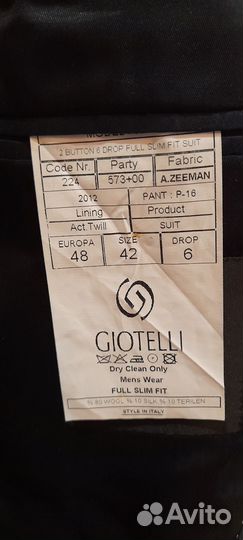 2 BUTTON 6 DROP FULL SLIM FIT SUIT
Code Nr. Party Fabric
224 573+00 A.ZEEMAN
2012 PANT : P-16
Lining Product
Act.Twill SUIT
EUROPA SIZE DROP
48 42 6
GIOTELLI
Dry Clean Only
Mens Wear
FULL SLIM FIT
% 80 WOOL % 10 SILK % 10 TERILEN
STYLE IN ITALY
Avito